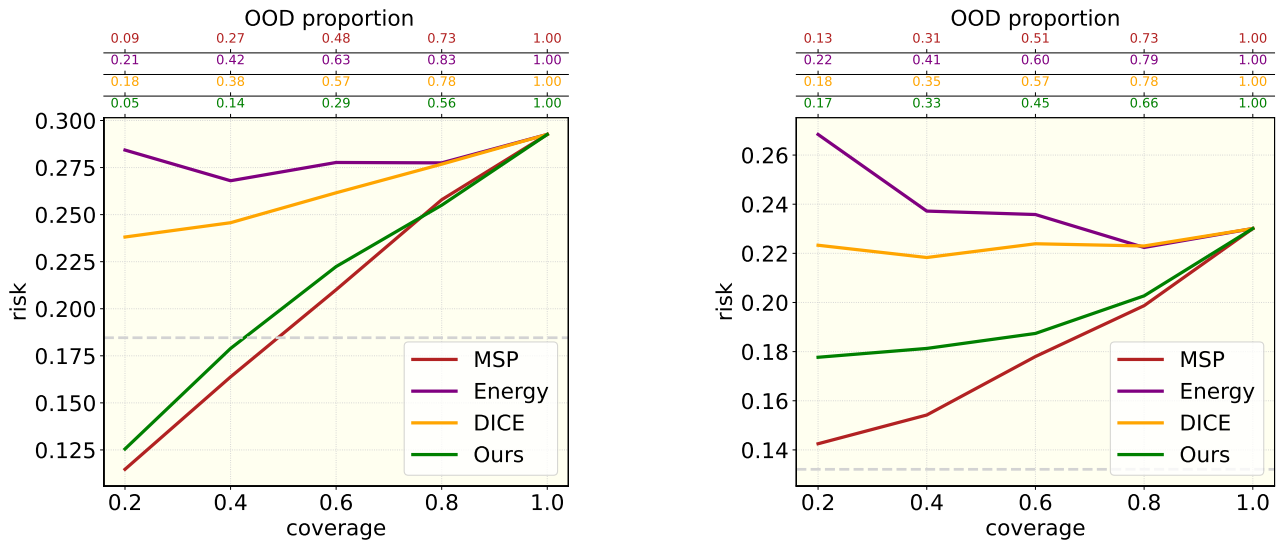 OOD proportion
0.09 0.27 0.48 0.73 1.00
0.21 0.42 0.63 0.83 1.00
0.18 0.38 0.57 0.78 1.00
0.05 0.14 0.29 0.56 1.00
0.300
0.275
0.250
0.225
0.200
0.175
0.150
0.125
risk
MSP
Energy
DICE
Ours
0.2 0.4 0.6 0.8 1.0
coverage
OOD proportion
0.13 0.31 0.51 0.73 1.00
0.22 0.41 0.60 0.79 1.00
0.18 0.35 0.57 0.78 1.00
0.17 0.33 0.45 0.66 1.00
0.26
0.24
0.22
0.20
0.18
0.16
0.14
risk
MSP
Energy
DICE
Ours
0.2 0.4 0.6 0.8 1.0
coverage